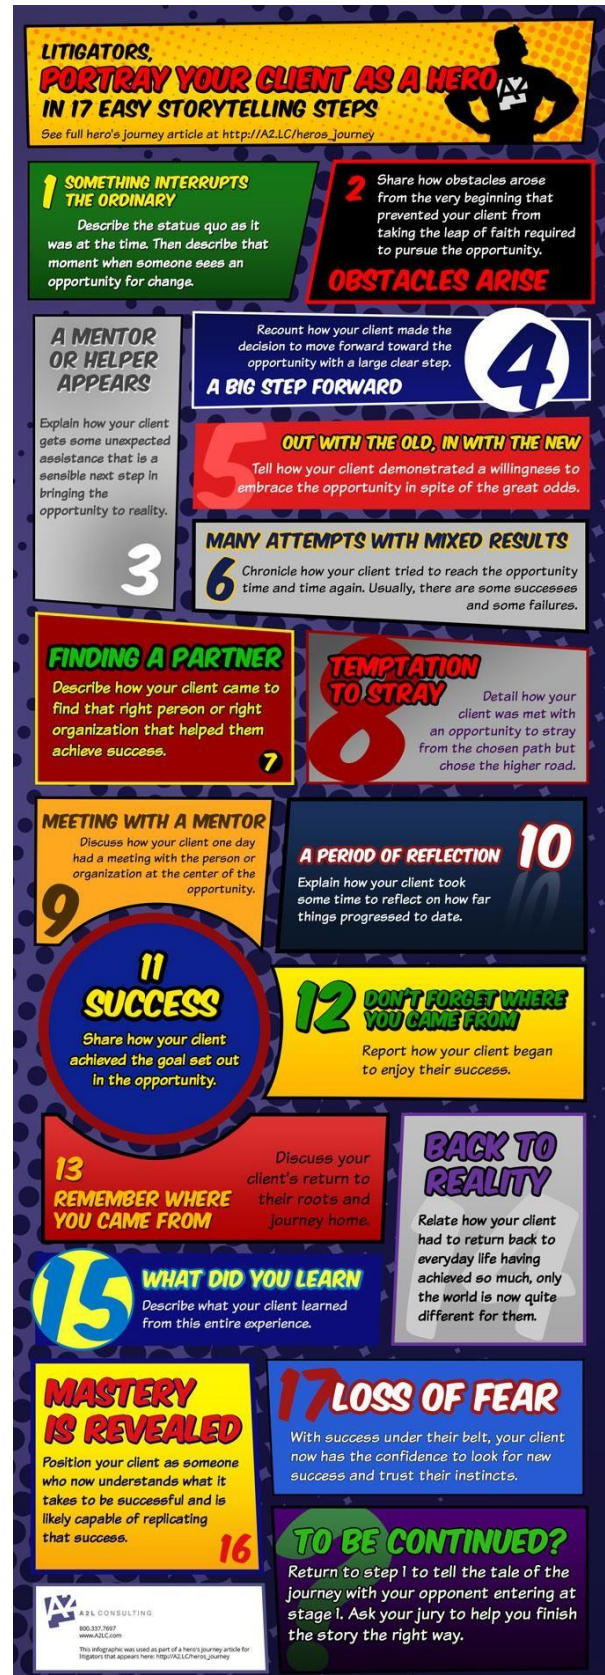 LITIGATORS,
PORTRAY YOUR CLIENT AS A HERO
IN 17 EASY STORYTELLING STEPS
See full hero's journey article at http://A2.LC/heros_journey
A2
1
SOMETHING INTERRUPTS
THE ORDINARY
Describe the status quo as it
was at the time. Then describe that
moment when someone sees an
opportunity for change.
2
Share how obstacles arose
from the very beginning that
prevented your client from
taking the leap of faith required
to pursue the opportunity.
OBSTACLES ARISE
A MENTOR
OR HELPER
APPEARS
Explain how your client
gets some unexpected
assistance that is a
sensible next step in
bringing the
opportunity to reality.
3
Recount how your client made the
decision to move forward toward the
opportunity with a large clear step.
A BIG STEP FORWARD
4
5
OUT WITH THE OLD, IN WITH THE NEW
Tell how your client demonstrated a willingness to
embrace the opportunity in spite of the great odds.
MANY ATTEMPTS WITH MIXED RESULTS
6
Chronicle how your client tried to reach the opportunity
time and time again. Usually, there are some successes
and some failures.
FINDING A PARTNER
Describe how your client came to
find that right person or right
organization that helped them
achieve success.
7
8
TEMPTATION
TO STRAY
Detail how your
client was met with
an opportunity to stray
from the chosen path but
chose the higher road.
MEETING WITH A MENTOR
Discuss how your client one day
had a meeting with the person or
organization at the center of the
opportunity.
9
A PERIOD OF REFLECTION
10
Explain how your client took
some time to reflect on how far
things progressed to date.
11
SUCCESS
Share how your client
achieved the goal set out
in the opportunity.
12
DON'T FORGET WHERE
YOU CAME FROM
Report how your client began
to enjoy their success.
13
REMEMBER WHERE
YOU CAME FROM
Discuss your
client's return to
their roots and
journey home.
BACK TO
REALITY
14
Relate how your client
had to return back to
everyday life having
achieved so much, only
the world is now quite
different for them.
15
WHAT DID YOU LEARN
Describe what your client learned
from this entire experience.
MASTERY
IS REVEALED
Position your client as someone
who now understands what it
takes to be successful and is
likely capable of replicating
that success.
16
17
LOSS OF FEAR
With success under their belt, your client
now has the confidence to look for new
success and trust their instincts.
?
TO BE CONTINUED?
Return to step 1 to tell the tale of the
journey with your opponent entering at
stage 1. Ask your jury to help you finish
the story the right way.
A2
A2L CONSULTING
800.337.7697
www.A2LC.com
This infographic was used as part of a hero's journey article for
litigators that appears here: http://A2.LC/heros_journey